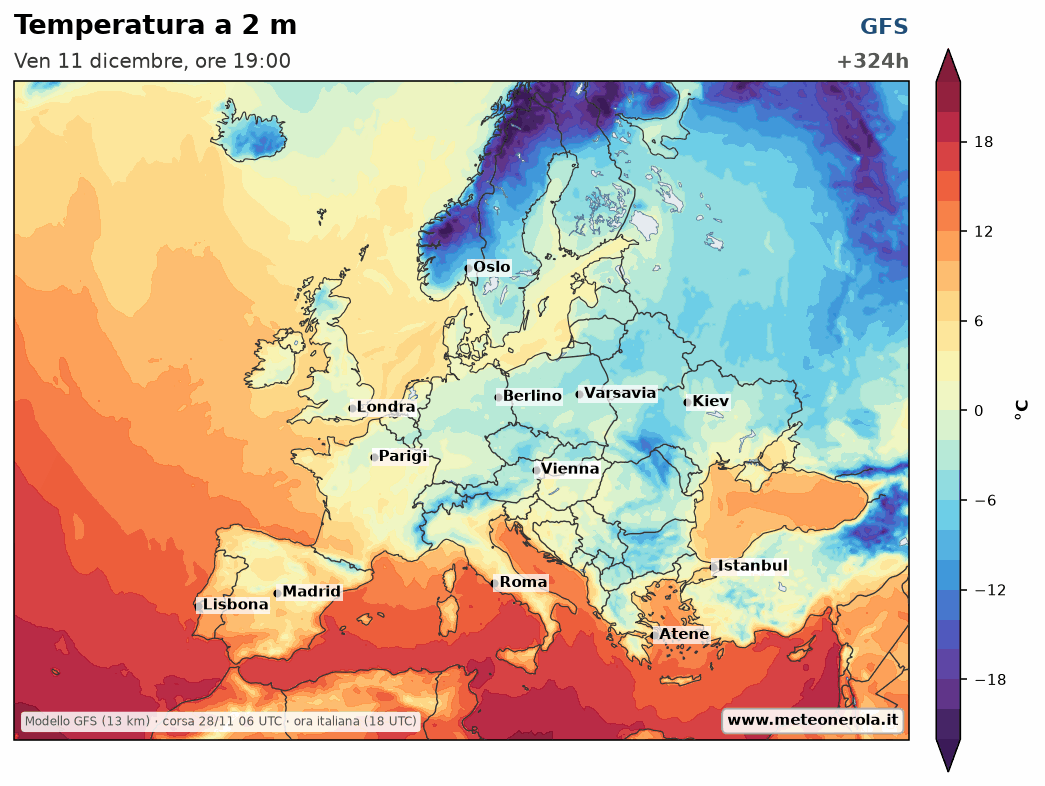 Temperatura a 2 m
GFS
Ven 11 dicembre, ore 19:00
+324h
18
12
6
0
−6
−12
−18
°C
Oslo
Berlino
Varsavia
Kiev
Londra
Parigi
Vienna
Istanbul
Roma
Madrid
Lisbona
Atene
Modello GFS (13 km) · corsa 28/11 06 UTC · ora italiana (18 UTC)
www.meteonerola.it